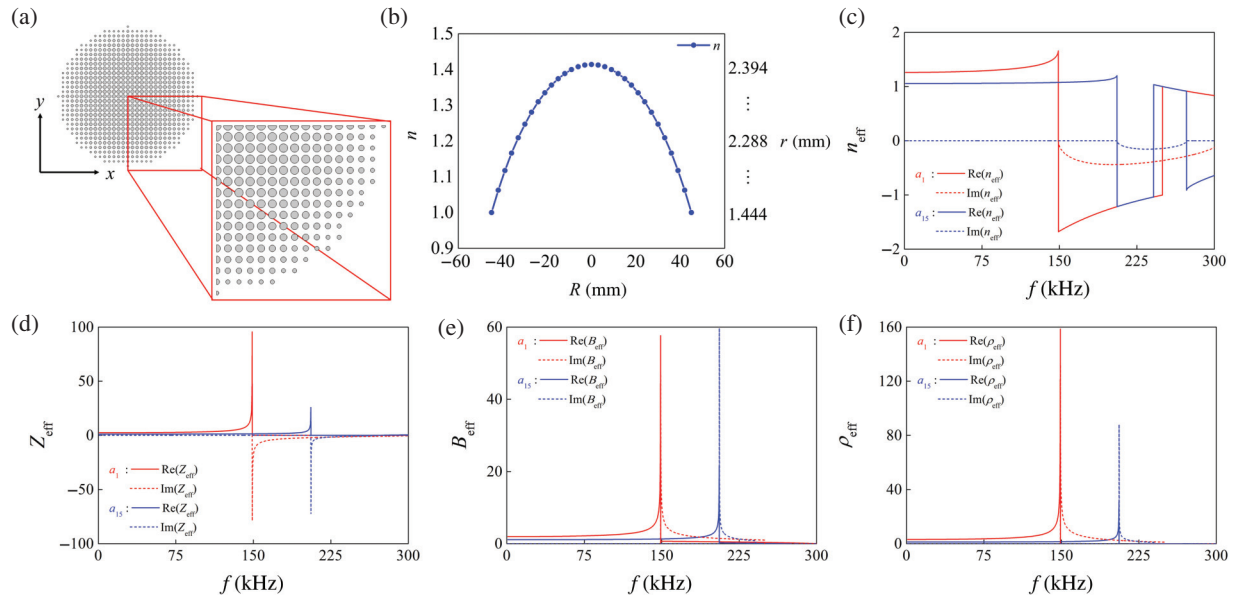 (a)
y
x
(b)
1.5
1.4
1.3
1.2
1.1
1.0
0.9
n
n
2.394
⋮
2.288
r (mm)
⋮
1.444
−60 −40 −20 0 20 40 60
R (mm)
(c)
2
1
0
−1
−2
n_eff
a_1 : Re(n_eff)
Im(n_eff)
a_15 : Re(n_eff)
Im(n_eff)
0 75 150 225 300
f (kHz)
(d)
100
50
0
−50
−100
Z_eff
a_1 : Re(Z_eff)
Im(Z_eff)
a_15 : Re(Z_eff)
Im(Z_eff)
0 75 150 225 300
f (kHz)
(e)
60
40
20
0
B_eff
a_1 : Re(B_eff)
Im(B_eff)
a_15 : Re(B_eff)
Im(B_eff)
0 75 150 225 300
f (kHz)
(f)
160
120
80
40
0
ρ_eff
a_1 : Re(ρ_eff)
Im(ρ_eff)
a_15 : Re(ρ_eff)
Im(ρ_eff)
0 75 150 225 300
f (kHz)